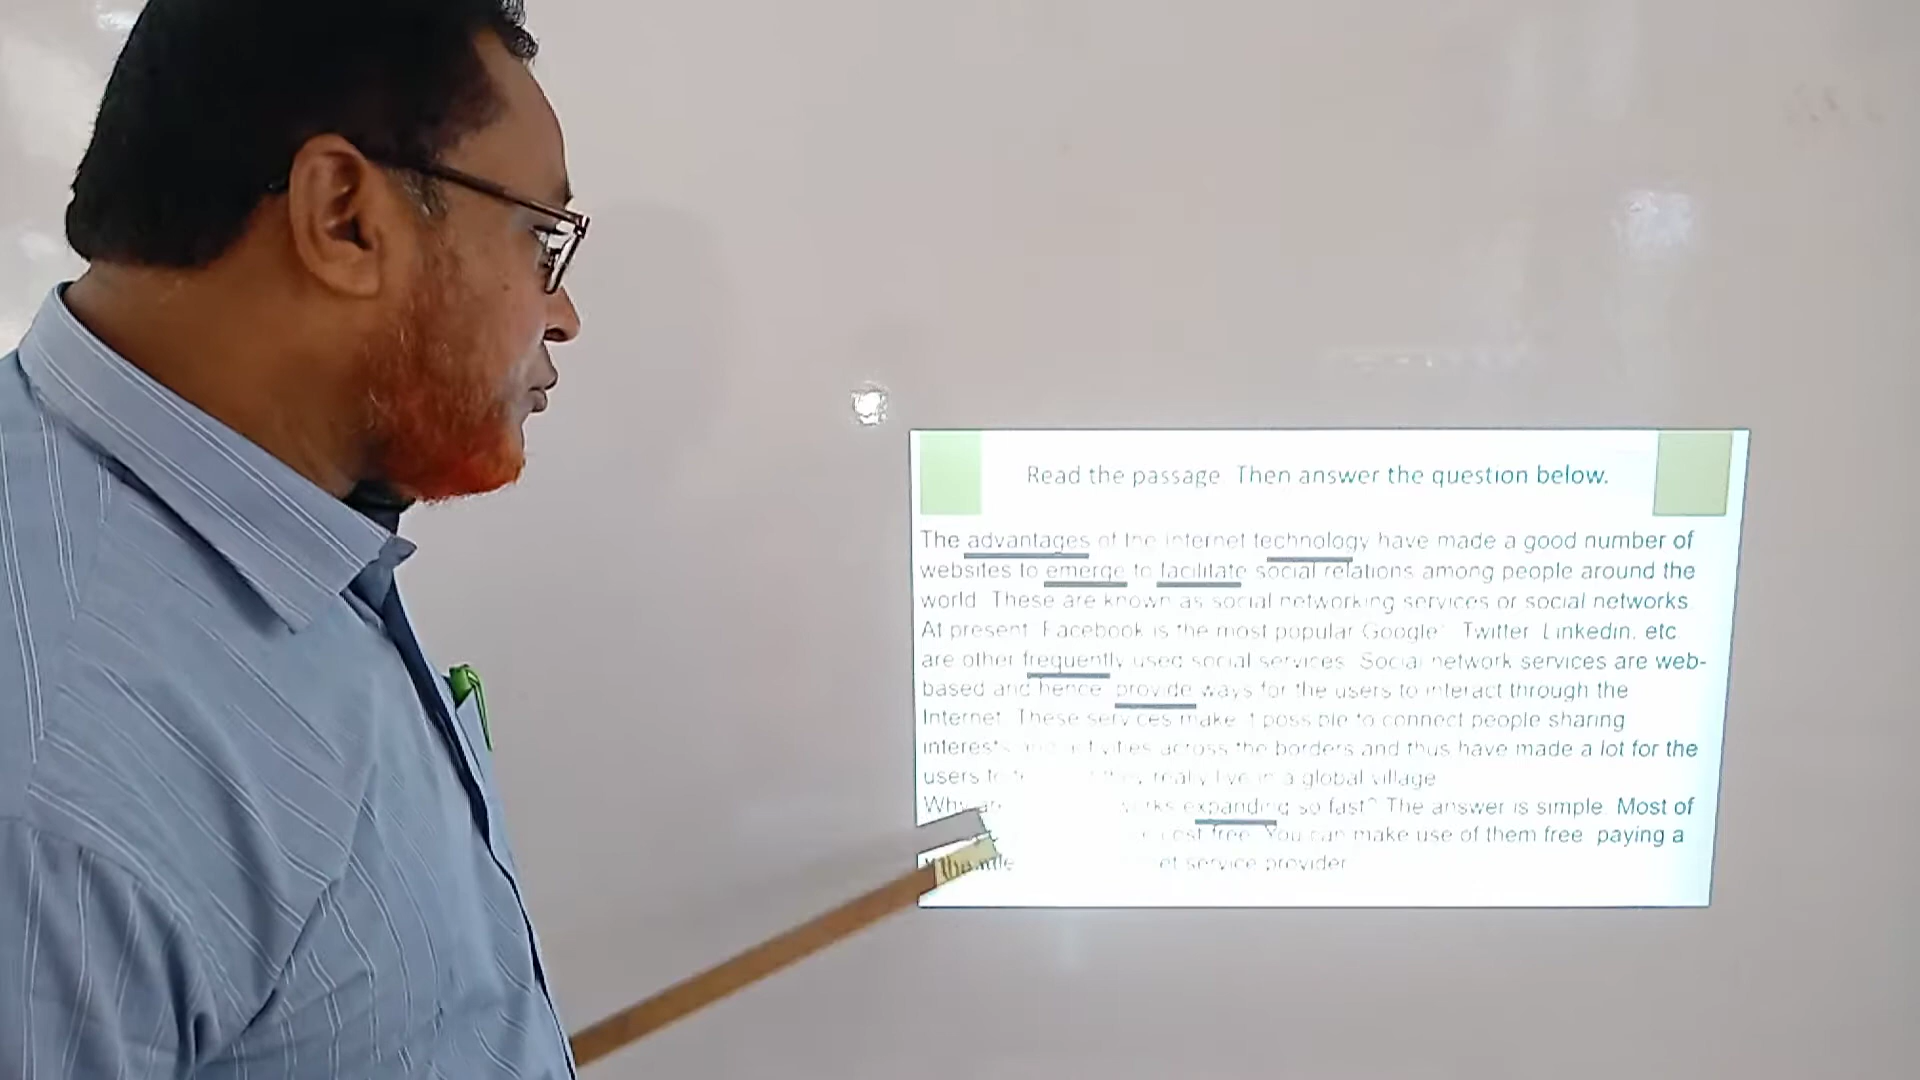 Read the passage Then answer the question below.
The advantages of the internet technology have made a good number of
websites to emerge to facilitate social relations among people around the
world These are known as social networking services or social networks
At present Facebook is the most popular Google Twitter Linkedin, etc
are other frequently used social services Social network services are web-
based and hence provide ways for the users to interact through the
Internet These services make it possible to connect people sharing
interests and activities across the borders and thus have made a lot for the
users they really live in a global village
Why expanding so fast? The answer is simple Most of
cost free You can make use of them free paying a
service provider